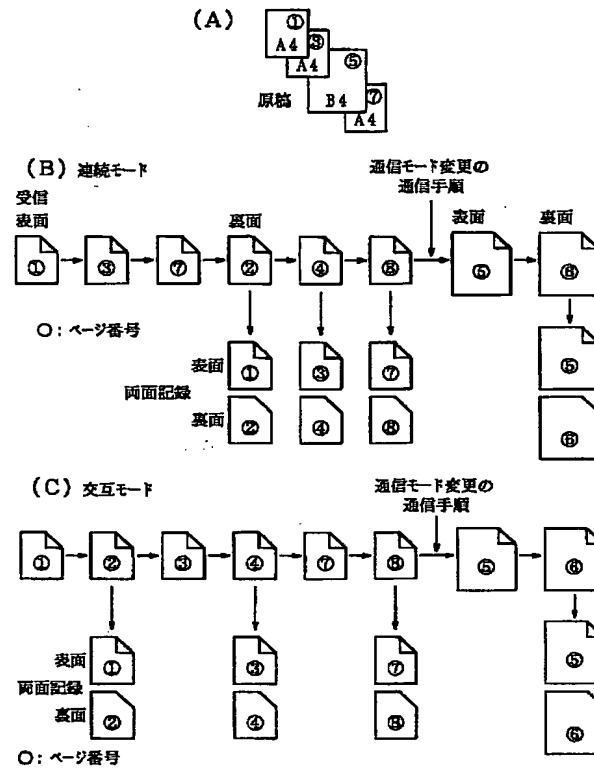 (A)
①
A4
③
A4
⑤
B4
⑦
A4
原稿
(B) 連続モード
通信モード変更の
通信手順
受信
表面
裏面
表面
裏面
① ③ ⑦ ② ④ ⑧ ⑤ ⑥
○：ページ番号
表面 ① ③ ⑦ ⑤
両面記録
裏面 ② ④ ⑧ ⑥
(C) 交互モード
通信モード変更の
通信手順
① ② ③ ④ ⑦ ⑧ ⑤ ⑥
表面 ① ③ ⑦ ⑤
両面記録
裏面 ② ④ ⑧ ⑥
○：ページ番号